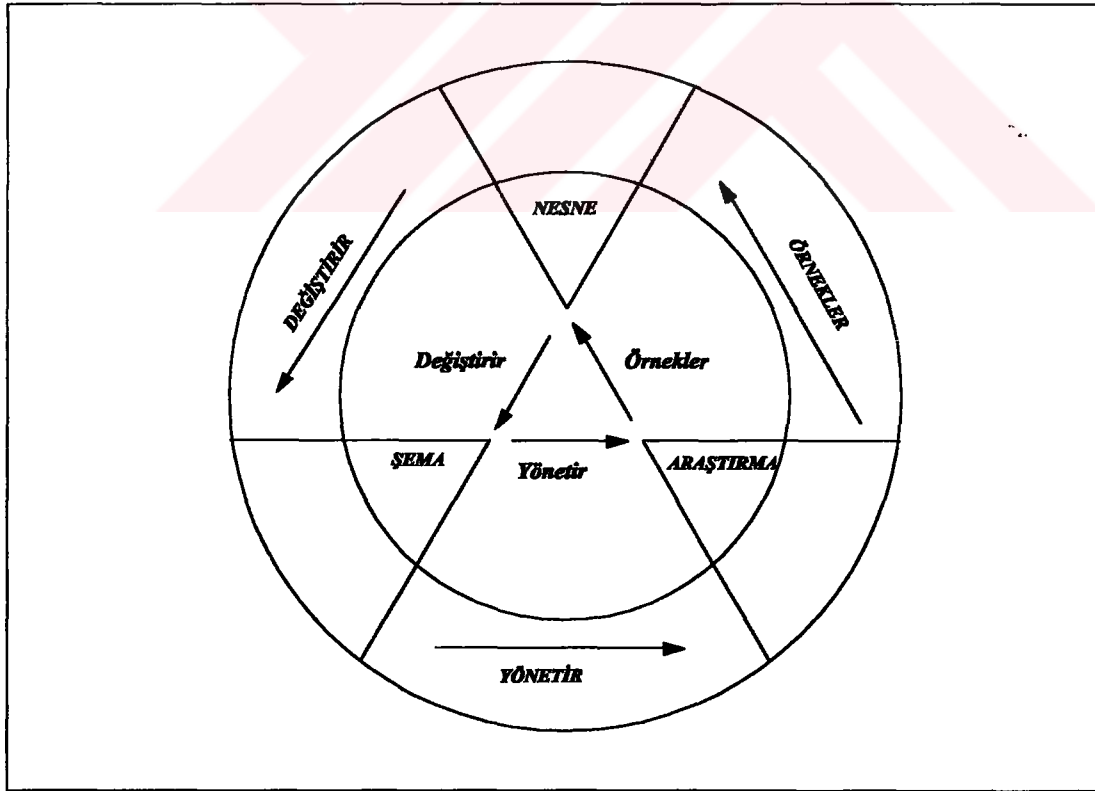 NESNE
DEĞİŞTİRİR
ÖRNEKLER
Değiştirir
Örnekler
ŞEMA
Yönetir
ARAŞTIRMA
YÖNETİR